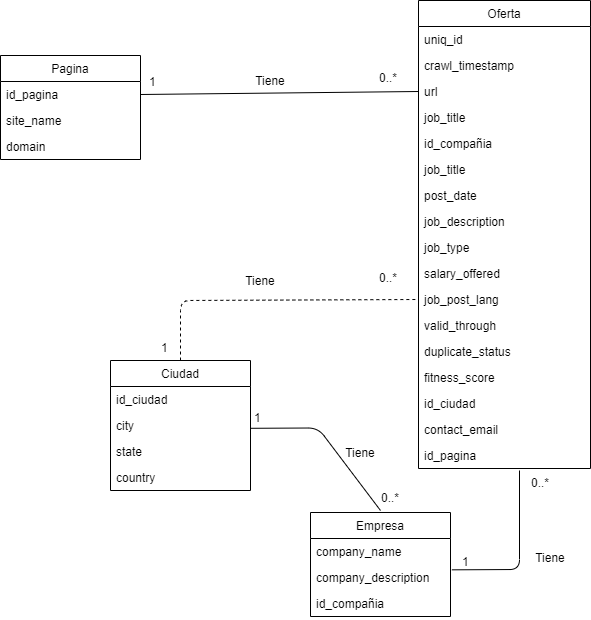 Oferta
uniq_id
crawl_timestamp
url
job_title
id_compañia
job_title
post_date
job_description
job_type
salary_offered
job_post_lang
valid_through
duplicate_status
fitness_score
id_ciudad
contact_email
id_pagina
Pagina
id_pagina
site_name
domain
1
Tiene
0..*
Tiene
0..*
1
Ciudad
id_ciudad
city
state
country
1
Tiene
0..*
Empresa
company_name
company_description
id_compañia
1
Tiene
0..*